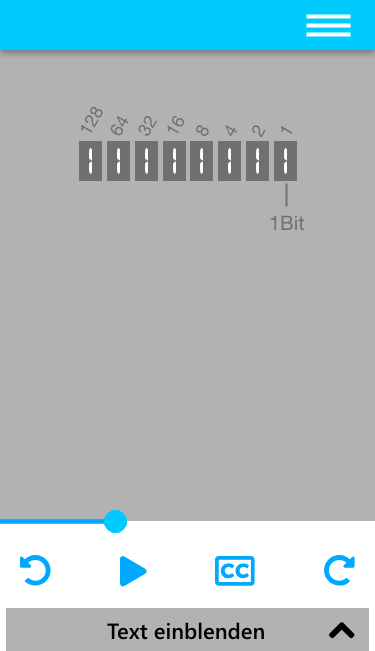 128 64 32 16 8 4 2 1
1 1 1 1 1 1 1 1
1Bit
CC
Text einblenden